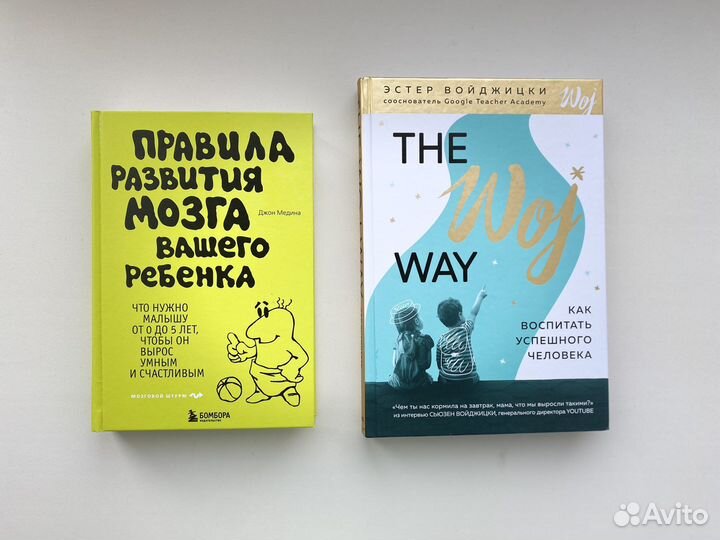 ПРАВИЛА
РАЗВИТИЯ
МОЗГА
Джон Медина
ВАШЕГО
РЕБЕНКА
ЧТО НУЖНО
МАЛЫШУ
ОТ 0 ДО 5 ЛЕТ,
ЧТОБЫ ОН
ВЫРОС
УМНЫМ
И СЧАСТЛИВЫМ
МОЗГОВОЙ ШТУРМ
БОМБОРА
ИЗДАТЕЛЬСТВО
ЭСТЕР ВОЙДЖИЦКИ
сооснователь Google Teacher Academy
Woj
THE
Woj
WAY
КАК
ВОСПИТАТЬ
УСПЕШНОГО
ЧЕЛОВЕКА
«Чем ты нас кормила на завтрак, мама, что мы выросли такими?»
из интервью СЬЮЗЕН ВОЙДЖИЦКИ, генерального директора YOUTUBE
Avito